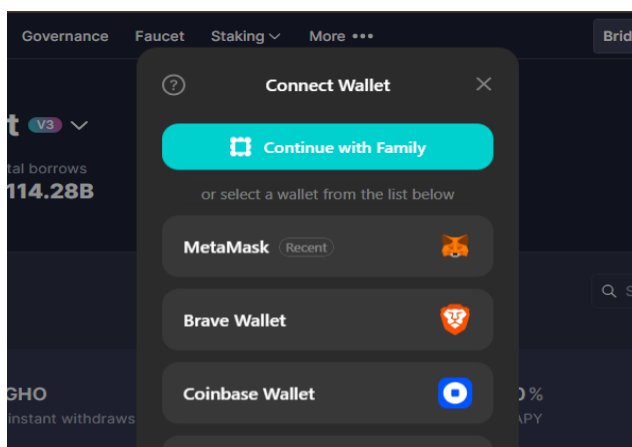 Governance Faucet Staking More •••
Connect Wallet
V3
Continue with Family
tal borrows
114.28B
or select a wallet from the list below
MetaMask Recent
Brave Wallet
GHO
instant withdraws
Coinbase Wallet
%
APY